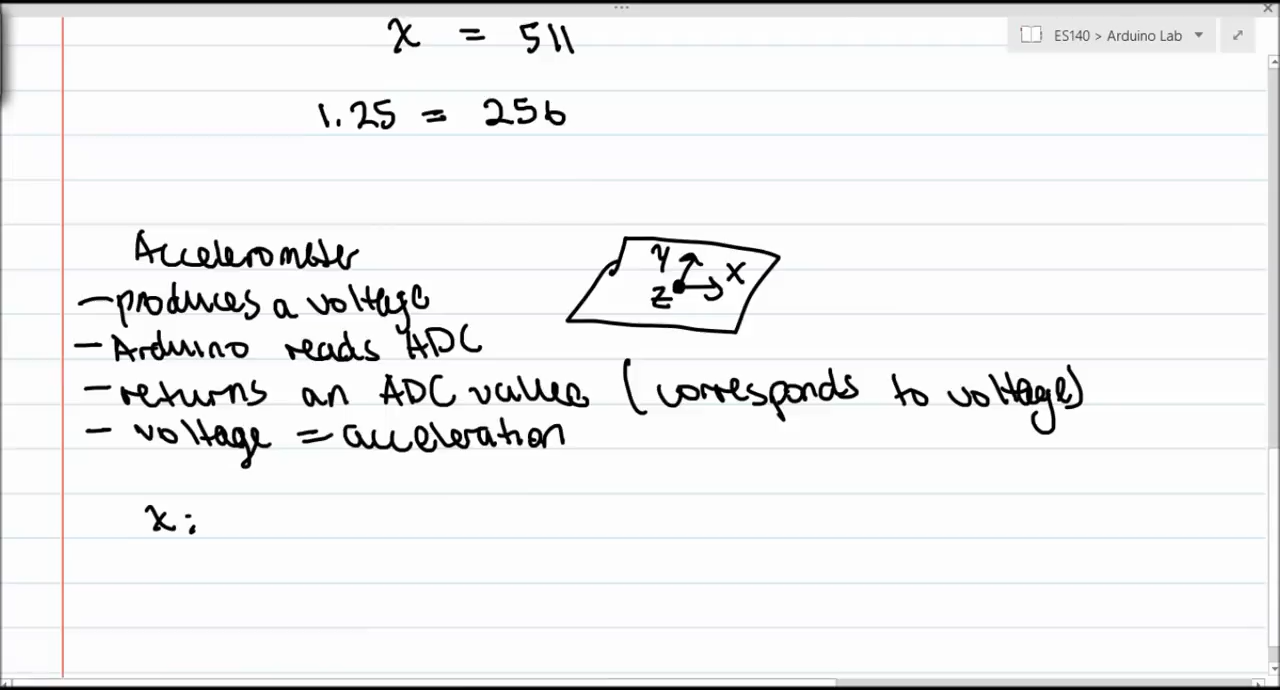 x = 511
ES140 > Arduino Lab
1.25 = 256
Accelerometer
Y
X
Z
- produces a voltage
- Arduino reads ADC
- returns an ADC value (corresponds to voltage)
- voltage = acceleration
x: